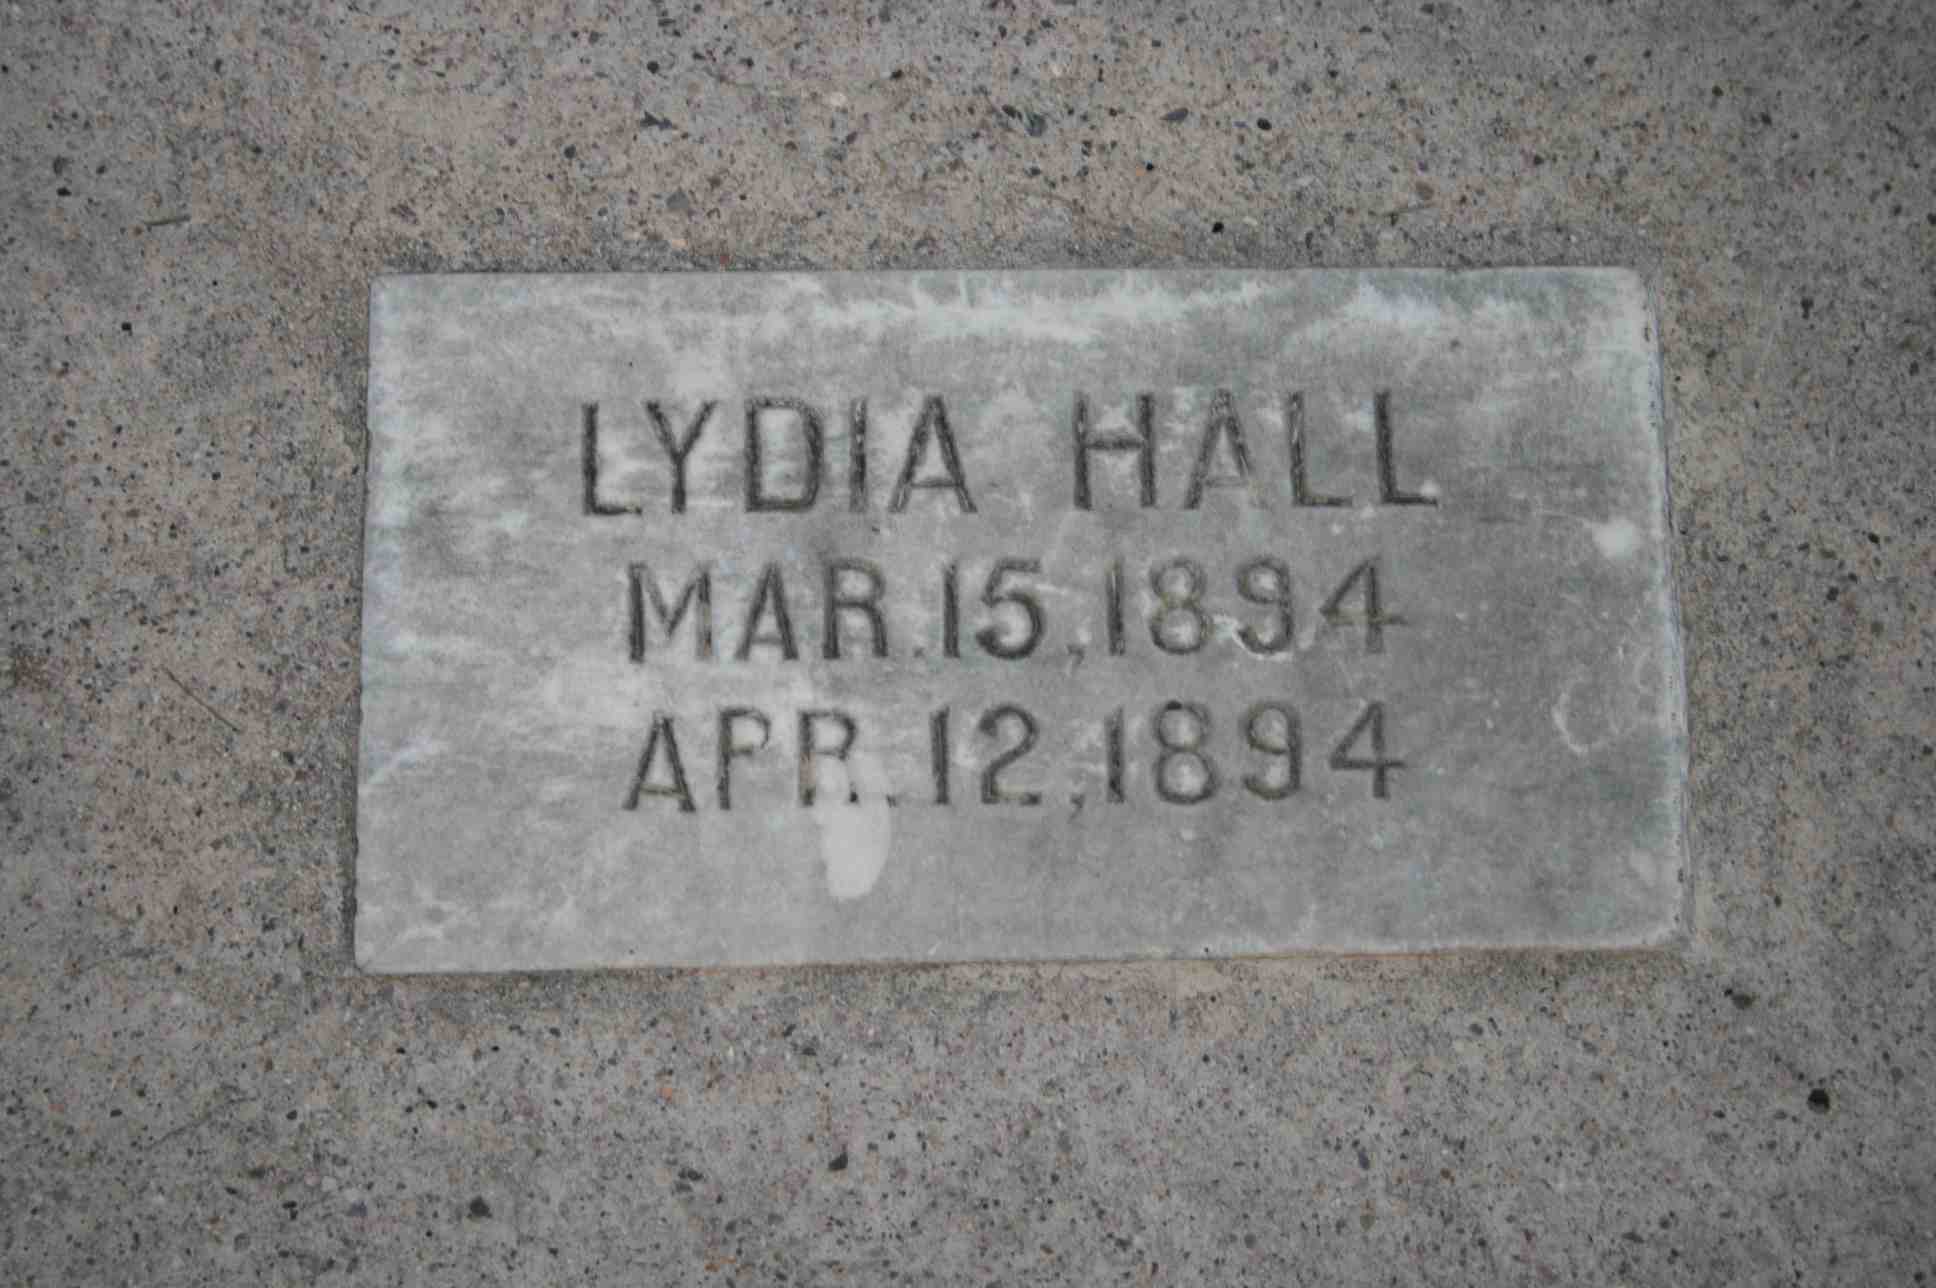 LYDIA HALL
MAR. 15, 1894
APR. 12, 1894